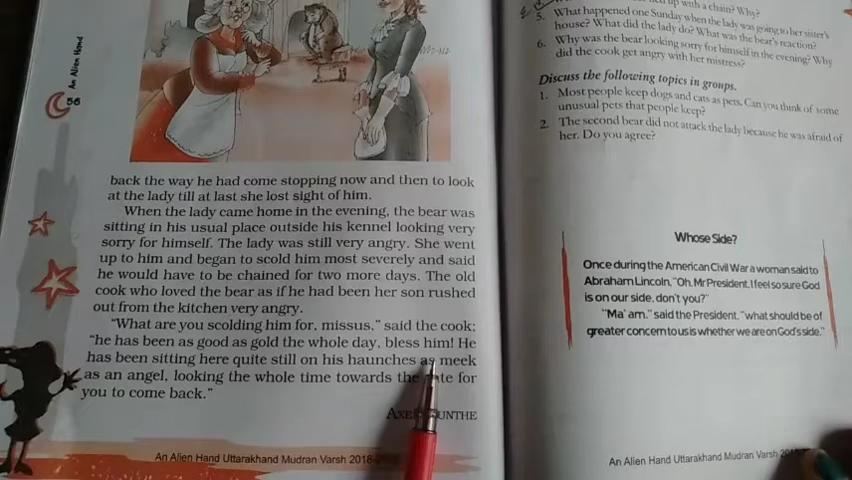 An Alien Hand
back the way he had come stopping now and then to look
at the lady till at last she lost sight of him.
When the lady came home in the evening, the bear was
sitting in his usual place outside his kennel looking very
sorry for himself. The lady was still very angry. She went
up to him and began to scold him most severely and said
he would have to be chained for two more days. The old
cook who loved the bear as if he had been her son rushed
out from the kitchen very angry.
"What are you scolding him for, missus," said the cook;
"he has been as good as gold the whole day, bless him! He
has been sitting here quite still on his haunches as meek
as an angel, looking the whole time towards the for
you to come back."
An Alien Hand Uttarakhand Mudran Varsh
up with a chain? Why?
5. What happened one Sunday when the lady was going to her sister's
house? What did the lady do? What was the bear's reaction?
6. Why was the bear looking sorry for himself in the evening? Why
did the cook get angry with her mistress?
Discuss the following topics in groups.
1. Most people keep dogs and cats as pets. Can you think of some
unusual pets that people keep?
2. The second bear did not attack the lady because he was afraid of
her. Do you agree?
Whose Side?
Once during the American Civil War a woman said to
Abraham Lincoln, "Oh, Mr President, I feel so sure God
is on our side, don't you?"
"Ma'am," said the President, "what should be of
greater concern to us is whether we are on God's side."
An Alien Hand Uttarakhand Mudran Varsh